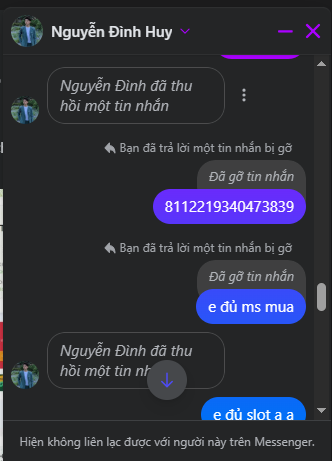 Nguyễn Đình Huy
Nguyễn Đình đã thu
hồi một tin nhắn
Bạn đã trả lời một tin nhắn bị gỡ
Đã gỡ tin nhắn
8112219340473839
Bạn đã trả lời một tin nhắn bị gỡ
Đã gỡ tin nhắn
e đủ ms mua
Nguyễn Đình đã thu
hồi một tin
e đủ slot a a
Hiện không liên lạc được với người này trên Messenger.